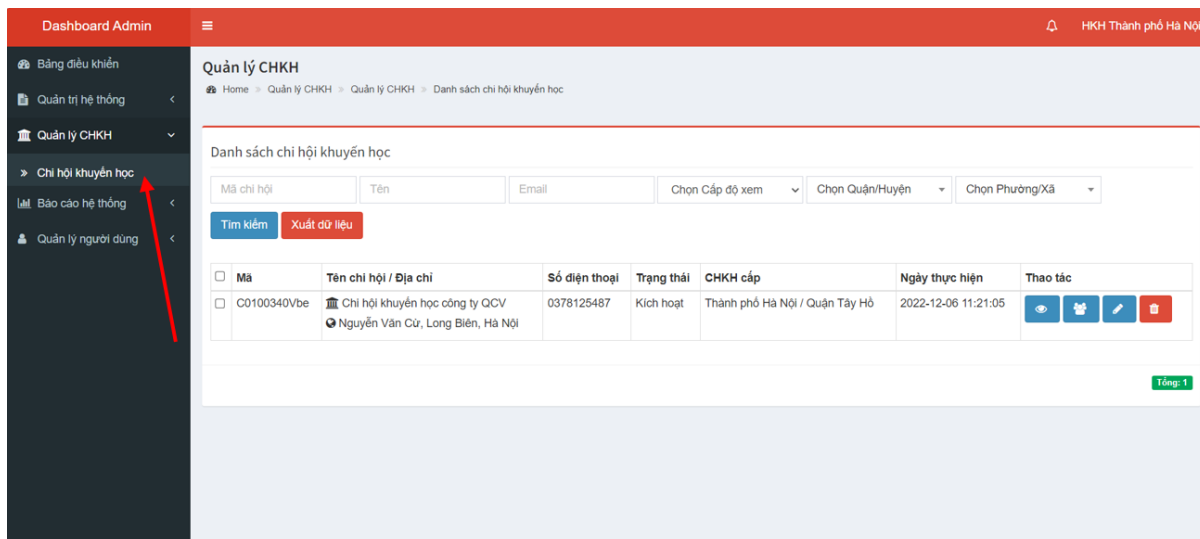 Dashboard Admin
HKH Thành phố Hà Nội
Bảng điều khiển
Quản trị hệ thống
Quản lý CHKH
Chi hội khuyến học
Báo cáo hệ thống
Quản lý người dùng
Quản lý CHKH
Home » Quản lý CHKH » Quản lý CHKH » Danh sách chi hội khuyến học
Danh sách chi hội khuyến học
Mã chi hội Tên Email Chọn Cấp độ xem Chọn Quận/Huyện Chọn Phường/Xã
Tìm kiếm Xuất dữ liệu
Mã Tên chi hội / Địa chỉ Số điện thoại Trạng thái CHKH cấp Ngày thực hiện Thao tác
C0100340Vbe Chi hội khuyến học công ty QCV 0378125487 Kích hoạt Thành phố Hà Nội / Quận Tây Hồ 2022-12-06 11:21:05
Nguyễn Văn Cừ, Long Biên, Hà Nội
Tổng: 1